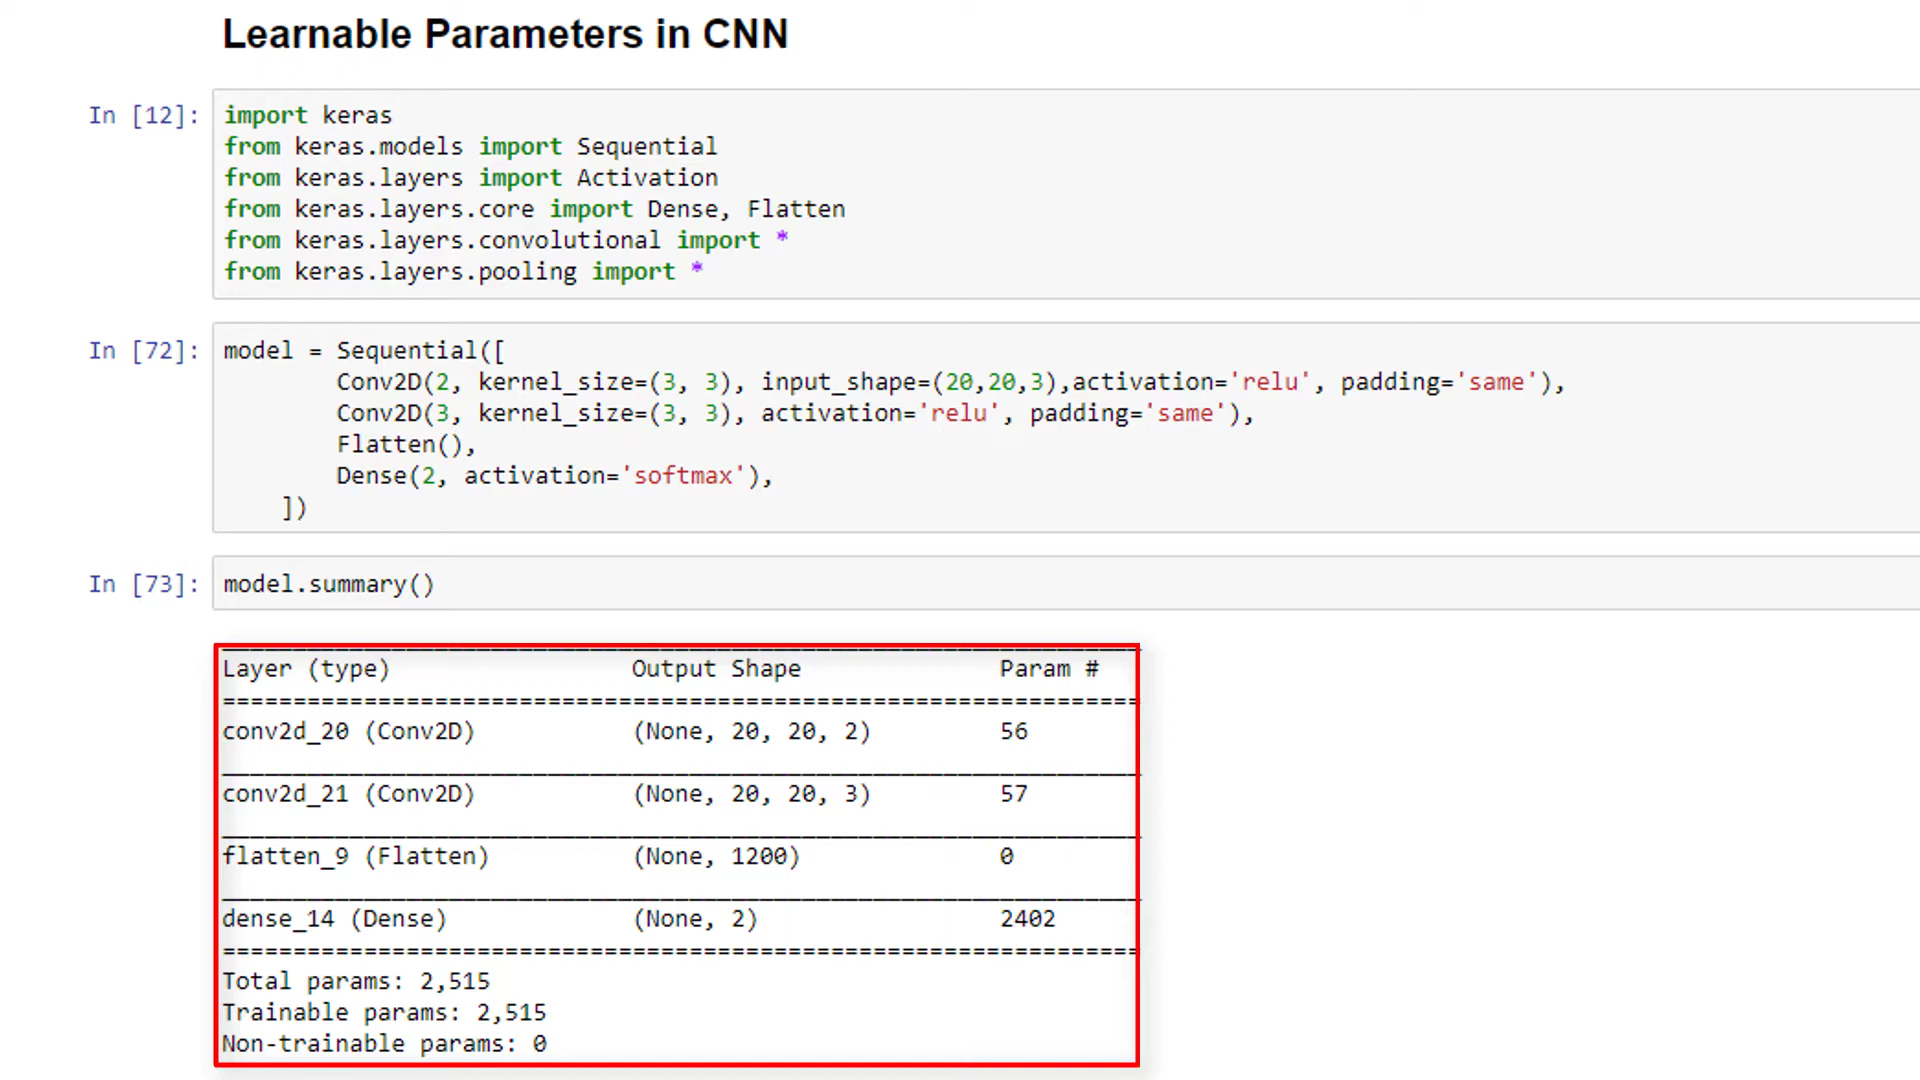 Learnable Parameters in CNN
In [12]: import keras
from keras.models import Sequential
from keras.layers import Activation
from keras.layers.core import Dense, Flatten
from keras.layers.convolutional import *
from keras.layers.pooling import *
In [72]: model = Sequential([
Conv2D(2, kernel_size=(3, 3), input_shape=(20,20,3),activation='relu', padding='same'),
Conv2D(3, kernel_size=(3, 3), activation='relu', padding='same'),
Flatten(),
Dense(2, activation='softmax'),
])
In [73]: model.summary()
Layer (type) Output Shape Param #
conv2d_20 (Conv2D) (None, 20, 20, 2) 56
conv2d_21 (Conv2D) (None, 20, 20, 3) 57
flatten_9 (Flatten) (None, 1200) 0
dense_14 (Dense) (None, 2) 2402
Total params: 2,515
Trainable params: 2,515
Non-trainable params: 0